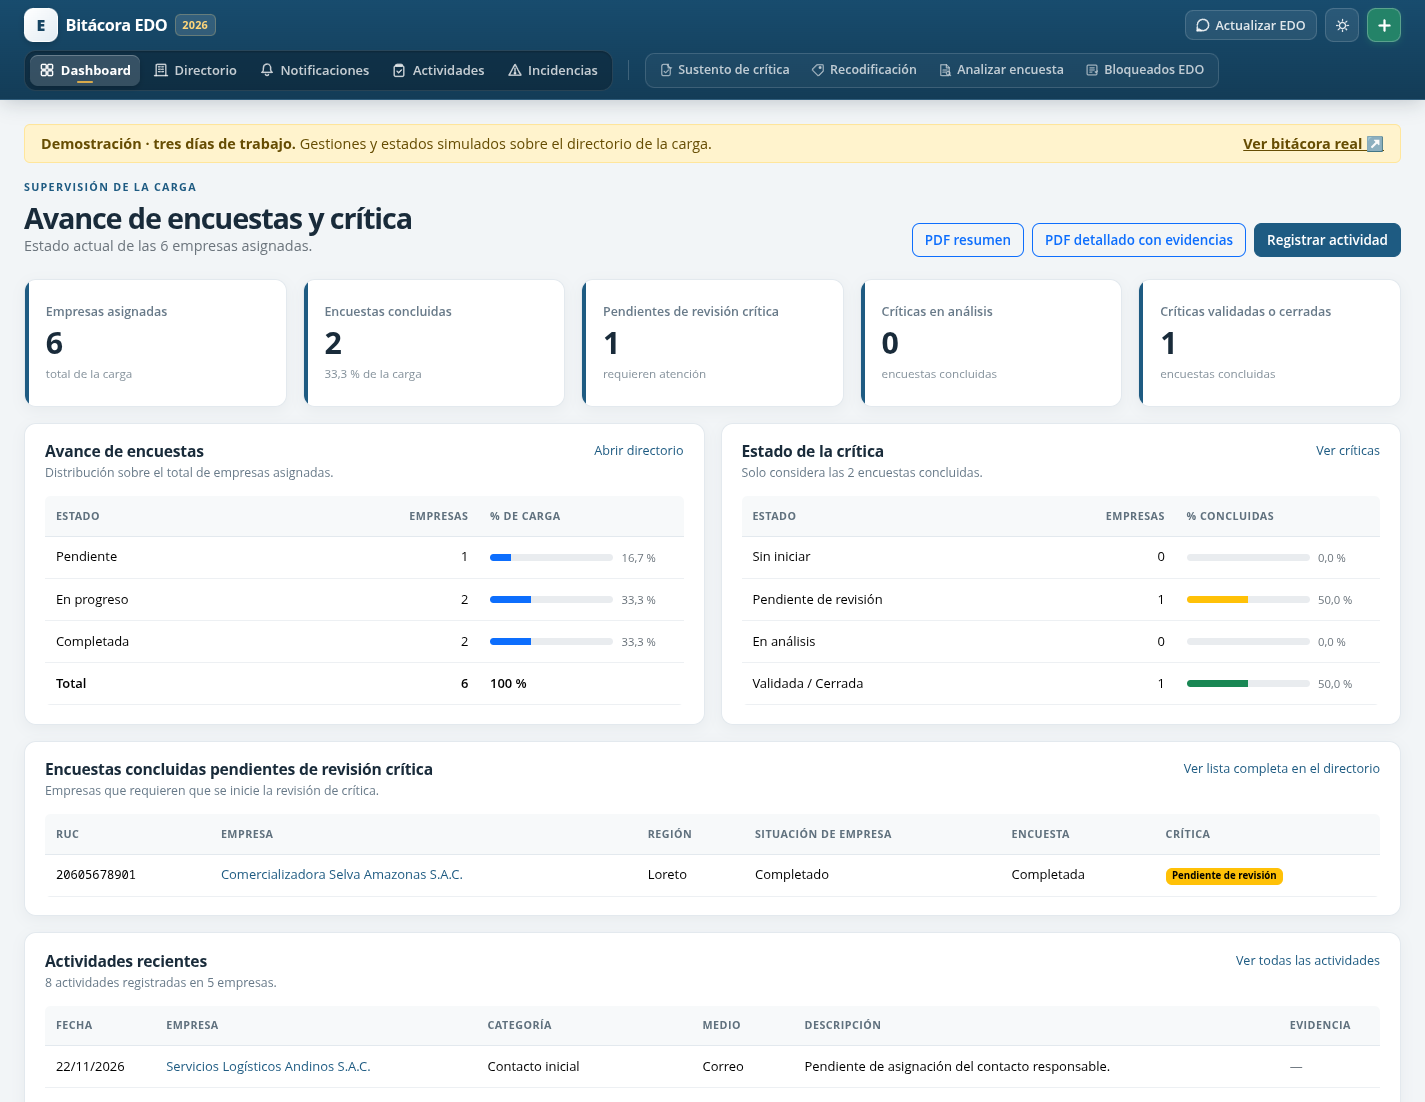 E Bitácora EDO 2026
Actualizar EDO
Dashboard Directorio Notificaciones Actividades Incidencias
Sustento de crítica Recodificación Analizar encuesta Bloqueados EDO
Demostración · tres días de trabajo. Gestiones y estados simulados sobre el directorio de la carga.
Ver bitácora real ↗
SUPERVISIÓN DE LA CARGA
Avance de encuestas y crítica
Estado actual de las 6 empresas asignadas.
PDF resumen PDF detallado con evidencias Registrar actividad
Empresas asignadas
6
total de la carga
Encuestas concluidas
2
33,3 % de la carga
Pendientes de revisión crítica
1
requieren atención
Críticas en análisis
0
encuestas concluidas
Críticas validadas o cerradas
1
encuestas concluidas
Avance de encuestas
Abrir directorio
Distribución sobre el total de empresas asignadas.
ESTADO EMPRESAS % DE CARGA
Pendiente 1 16,7 %
En progreso 2 33,3 %
Completada 2 33,3 %
Total 6 100 %
Estado de la crítica
Ver críticas
Solo considera las 2 encuestas concluidas.
ESTADO EMPRESAS % CONCLUIDAS
Sin iniciar 0 0,0 %
Pendiente de revisión 1 50,0 %
En análisis 0 0,0 %
Validada / Cerrada 1 50,0 %
Encuestas concluidas pendientes de revisión crítica
Ver lista completa en el directorio
Empresas que requieren que se inicie la revisión de crítica.
RUC EMPRESA REGIÓN SITUACIÓN DE EMPRESA ENCUESTA CRÍTICA
20605678901 Comercializadora Selva Amazonas S.A.C. Loreto Completado Completada Pendiente de revisión
Actividades recientes
Ver todas las actividades
8 actividades registradas en 5 empresas.
FECHA EMPRESA CATEGORÍA MEDIO DESCRIPCIÓN EVIDENCIA
22/11/2026 Servicios Logísticos Andinos S.A.C. Contacto inicial Correo Pendiente de asignación del contacto responsable. —